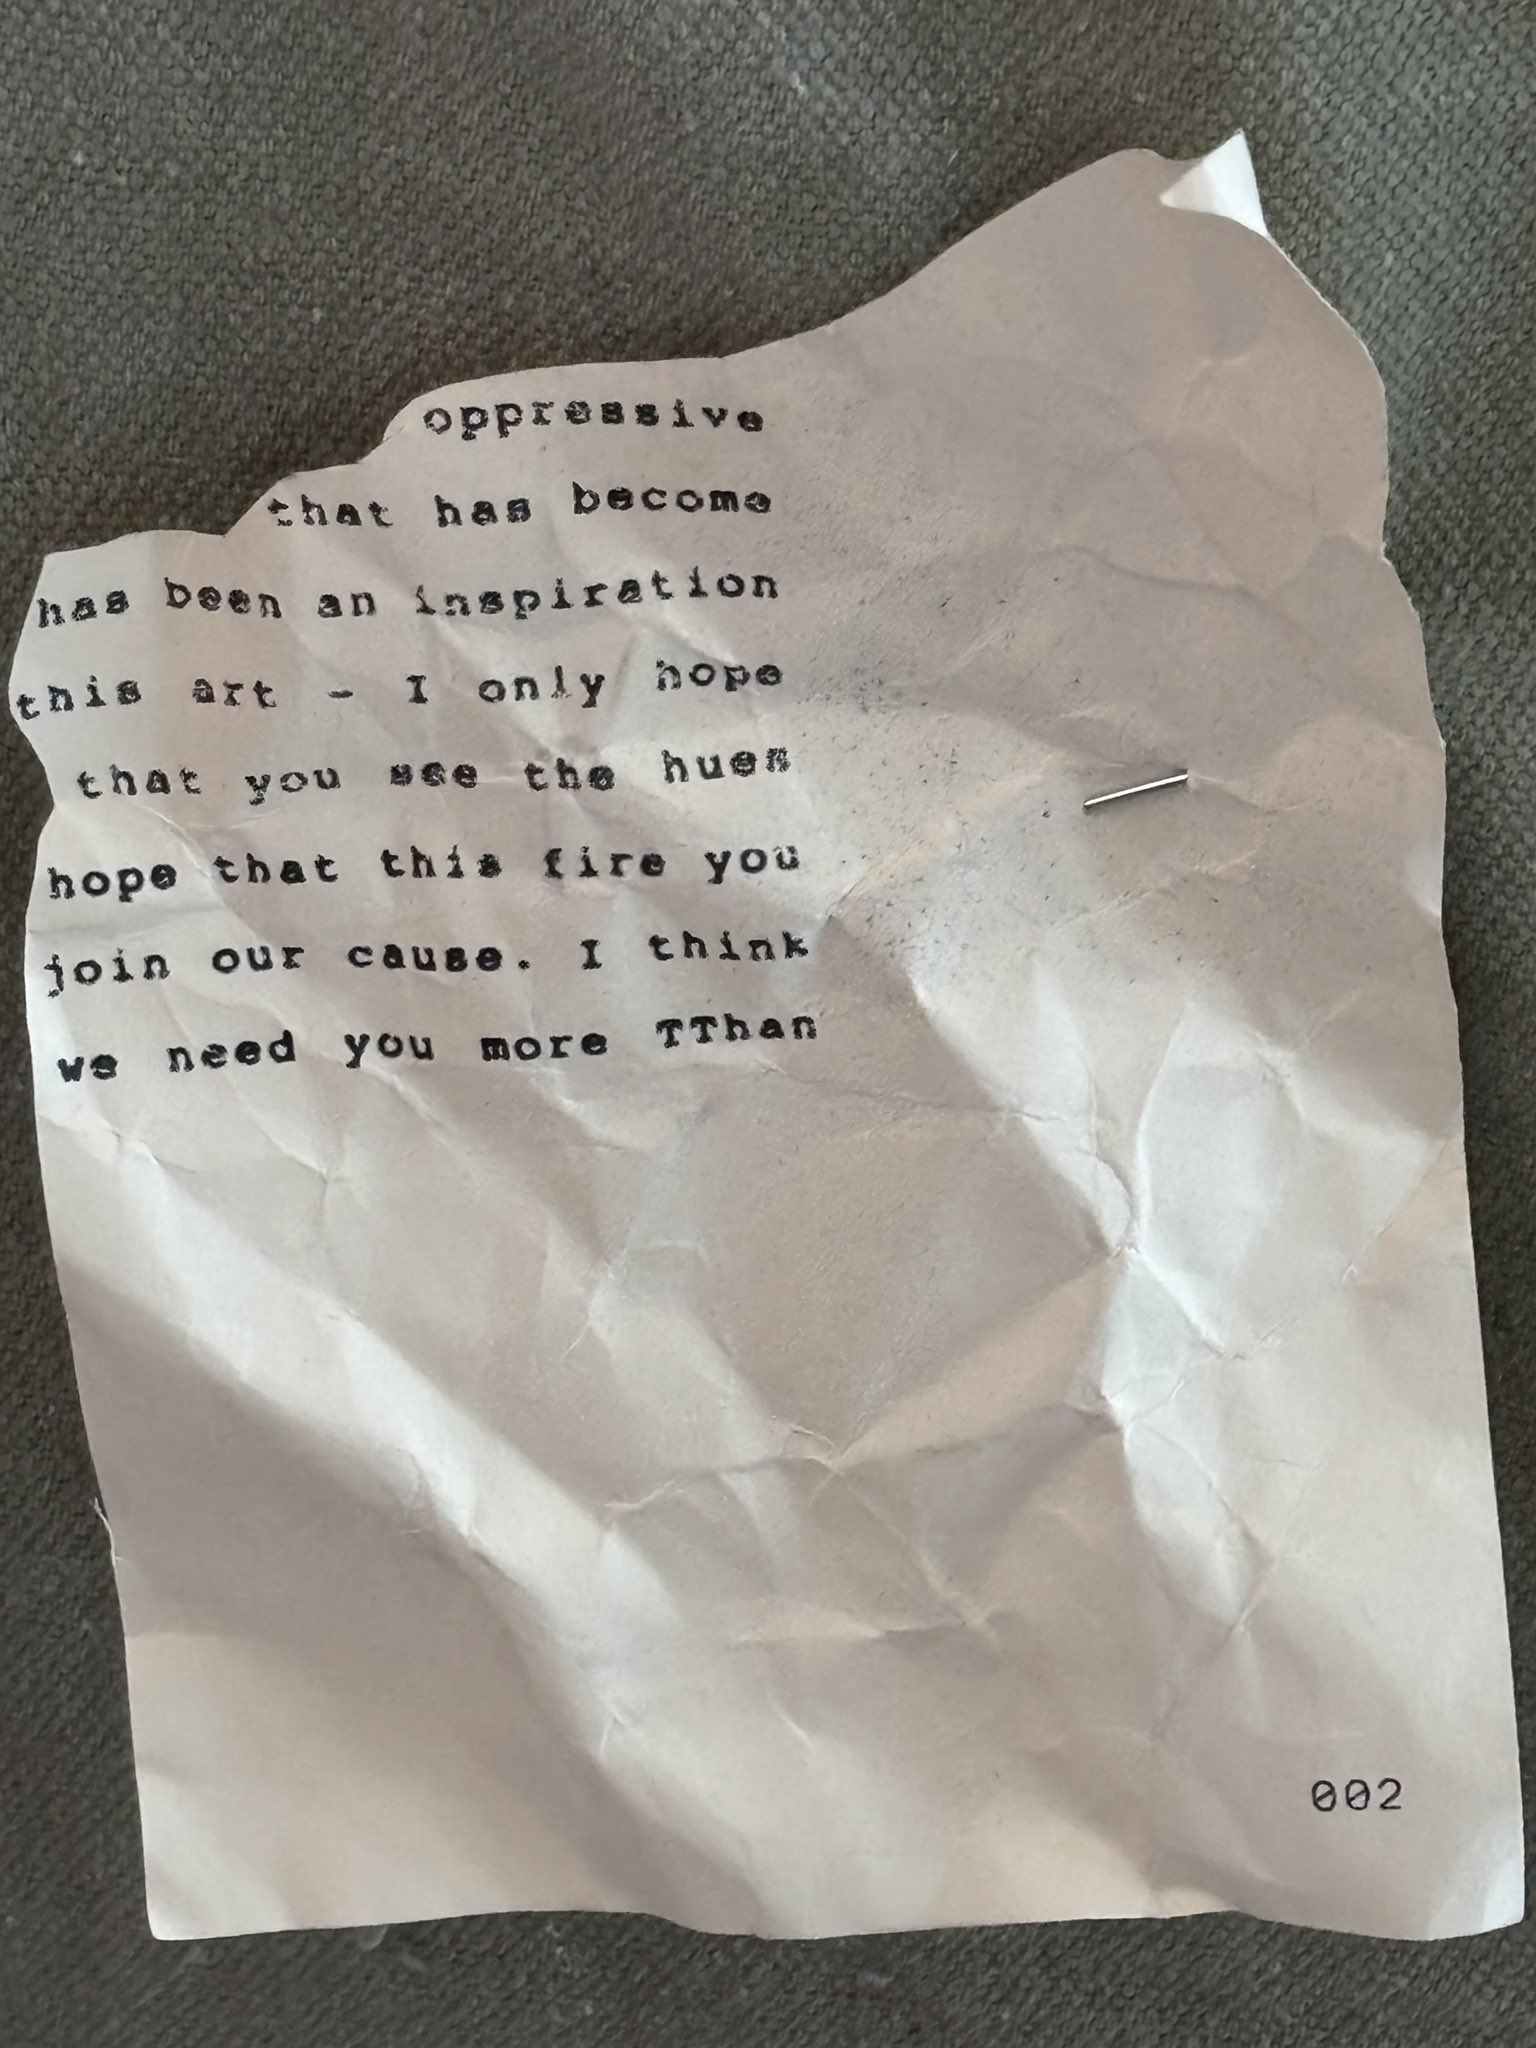 oppressive
that has become
has been an inspiration
this art - I only hope
that you see the hues
hope that this fire you
join our cause. I think
we need you more TThan
002